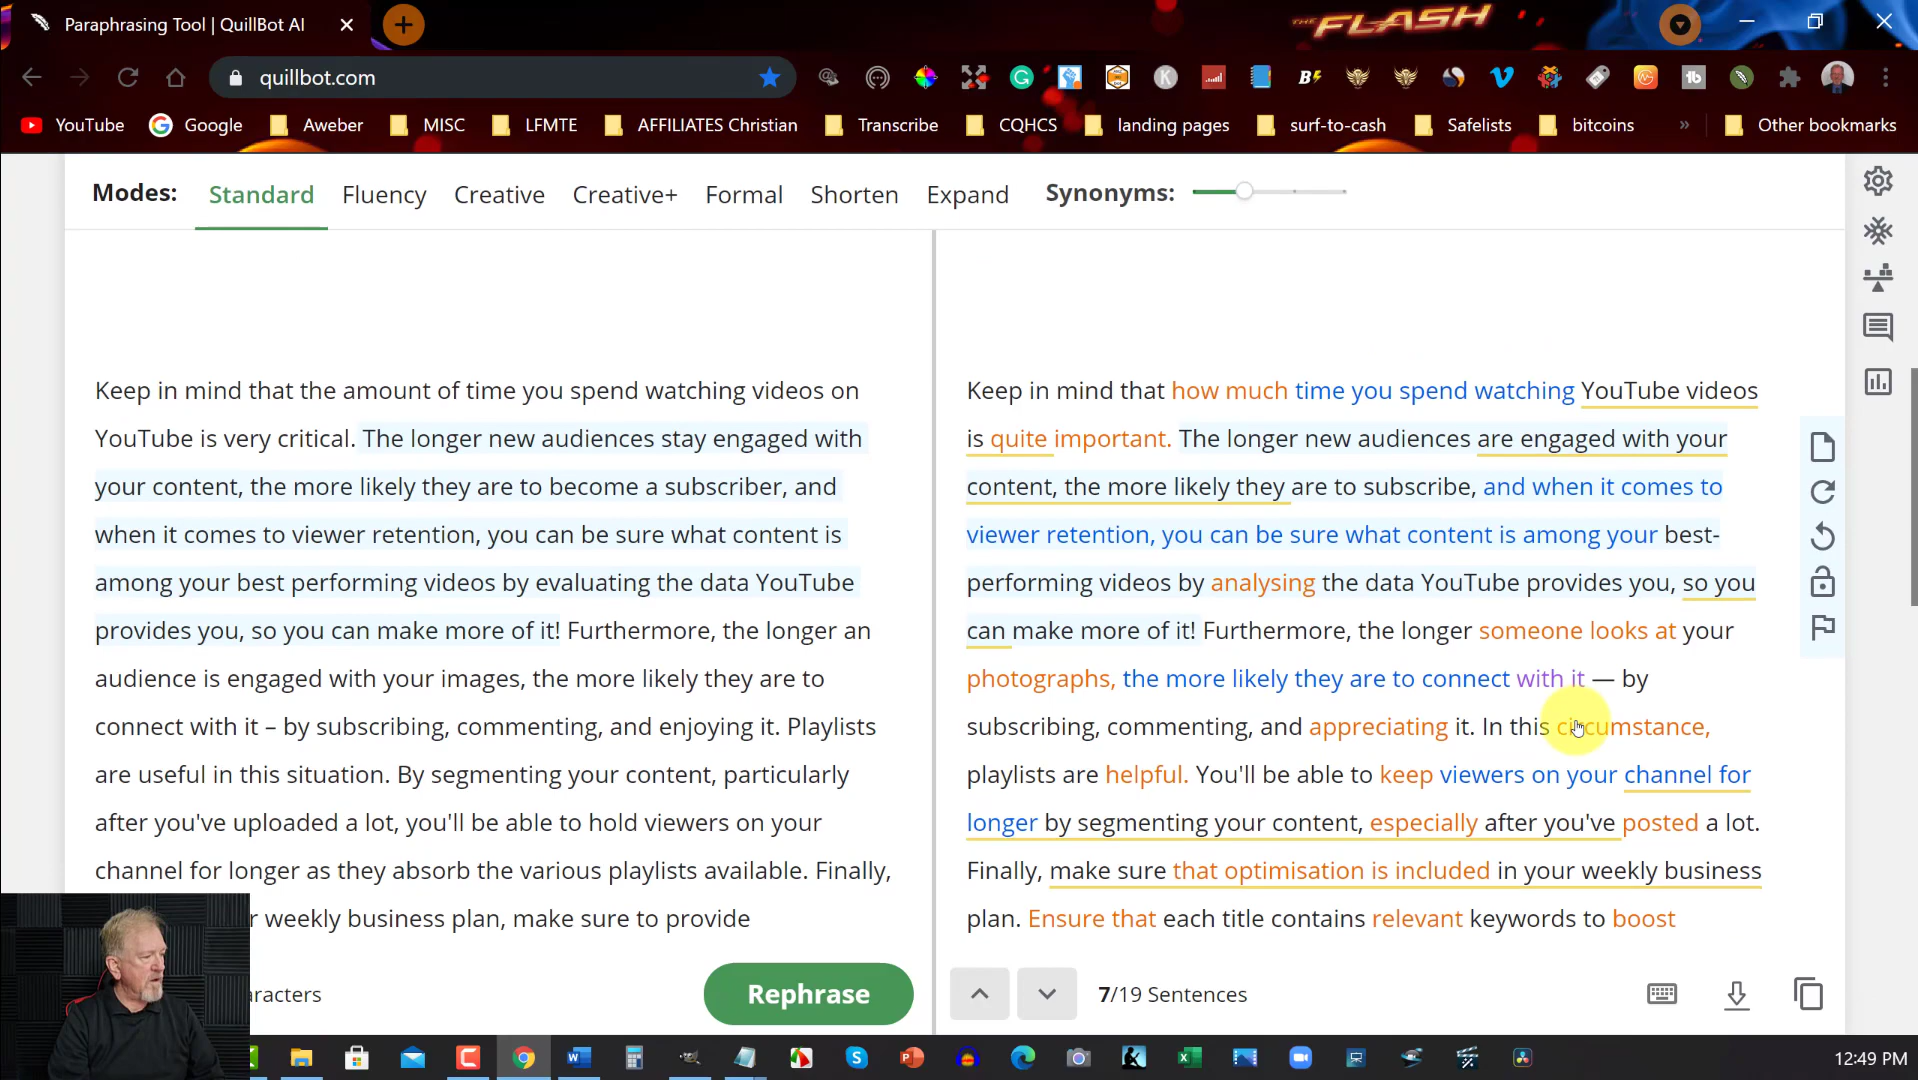 Paraphrasing Tool | QuillBot AI
THE FLASH
quillbot.com
YouTube Google Aweber MISC LFMTE AFFILIATES Christian Transcribe CQHCS landing pages surf-to-cash Safelists bitcoins » Other bookmarks
Modes: Standard Fluency Creative Creative+ Formal Shorten Expand Synonyms:
Keep in mind that the amount of time you spend watching videos on
YouTube is very critical. The longer new audiences stay engaged with
your content, the more likely they are to become a subscriber, and
when it comes to viewer retention, you can be sure what content is
among your best performing videos by evaluating the data YouTube
provides you, so you can make more of it! Furthermore, the longer an
audience is engaged with your images, the more likely they are to
connect with it – by subscribing, commenting, and enjoying it. Playlists
are useful in this situation. By segmenting your content, particularly
after you've uploaded a lot, you'll be able to hold viewers on your
channel for longer as they absorb the various playlists available. Finally,
r weekly business plan, make sure to provide
aracters
Rephrase
Keep in mind that how much time you spend watching YouTube videos
is quite important. The longer new audiences are engaged with your
content, the more likely they are to subscribe, and when it comes to
viewer retention, you can be sure what content is among your best-
performing videos by analysing the data YouTube provides you, so you
can make more of it! Furthermore, the longer someone looks at your
photographs, the more likely they are to connect with it — by
subscribing, commenting, and appreciating it. In this circumstance,
playlists are helpful. You'll be able to keep viewers on your channel for
longer by segmenting your content, especially after you've posted a lot.
Finally, make sure that optimisation is included in your weekly business
plan. Ensure that each title contains relevant keywords to boost
7/19 Sentences
12:49 PM